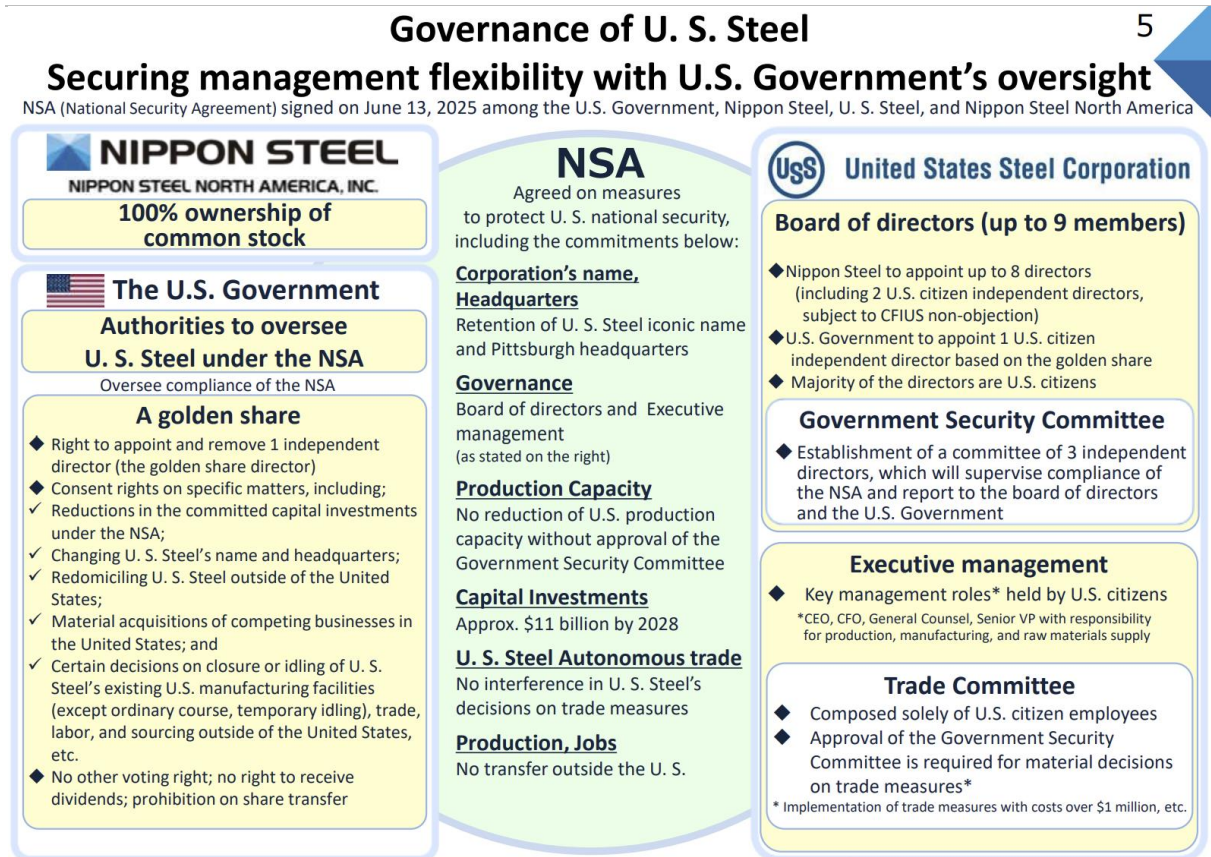 Governance of U. S. Steel
5
Securing management flexibility with U.S. Government's oversight
NSA (National Security Agreement) signed on June 13, 2025 among the U.S. Government, Nippon Steel, U. S. Steel, and Nippon Steel North America
NIPPON STEEL
NIPPON STEEL NORTH AMERICA, INC.
100% ownership of
common stock
The U.S. Government
Authorities to oversee
U. S. Steel under the NSA
Oversee compliance of the NSA
A golden share
◆ Right to appoint and remove 1 independent
director (the golden share director)
◆ Consent rights on specific matters, including;
✓ Reductions in the committed capital investments
under the NSA;
✓ Changing U. S. Steel's name and headquarters;
✓ Redomiciling U. S. Steel outside of the United
States;
✓ Material acquisitions of competing businesses in
the United States; and
✓ Certain decisions on closure or idling of U. S.
Steel's existing U.S. manufacturing facilities
(except ordinary course, temporary idling), trade,
labor, and sourcing outside of the United States,
etc.
◆ No other voting right; no right to receive
dividends; prohibition on share transfer
NSA
Agreed on measures
to protect U. S. national security,
including the commitments below:
Corporation's name,
Headquarters
Retention of U. S. Steel iconic name
and Pittsburgh headquarters
Governance
Board of directors and Executive
management
(as stated on the right)
Production Capacity
No reduction of U.S. production
capacity without approval of the
Government Security Committee
Capital Investments
Approx. $11 billion by 2028
U. S. Steel Autonomous trade
No interference in U. S. Steel's
decisions on trade measures
Production, Jobs
No transfer outside the U. S.
USS
United States Steel Corporation
Board of directors (up to 9 members)
◆Nippon Steel to appoint up to 8 directors
(including 2 U.S. citizen independent directors,
subject to CFIUS non-objection)
◆U.S. Government to appoint 1 U.S. citizen
independent director based on the golden share
◆ Majority of the directors are U.S. citizens
Government Security Committee
◆ Establishment of a committee of 3 independent
directors, which will supervise compliance of
the NSA and report to the board of directors
and the U.S. Government
Executive management
◆ Key management roles* held by U.S. citizens
*CEO, CFO, General Counsel, Senior VP with responsibility
for production, manufacturing, and raw materials supply
Trade Committee
◆ Composed solely of U.S. citizen employees
◆ Approval of the Government Security
Committee is required for material decisions
on trade measures*
* Implementation of trade measures with costs over $1 million, etc.